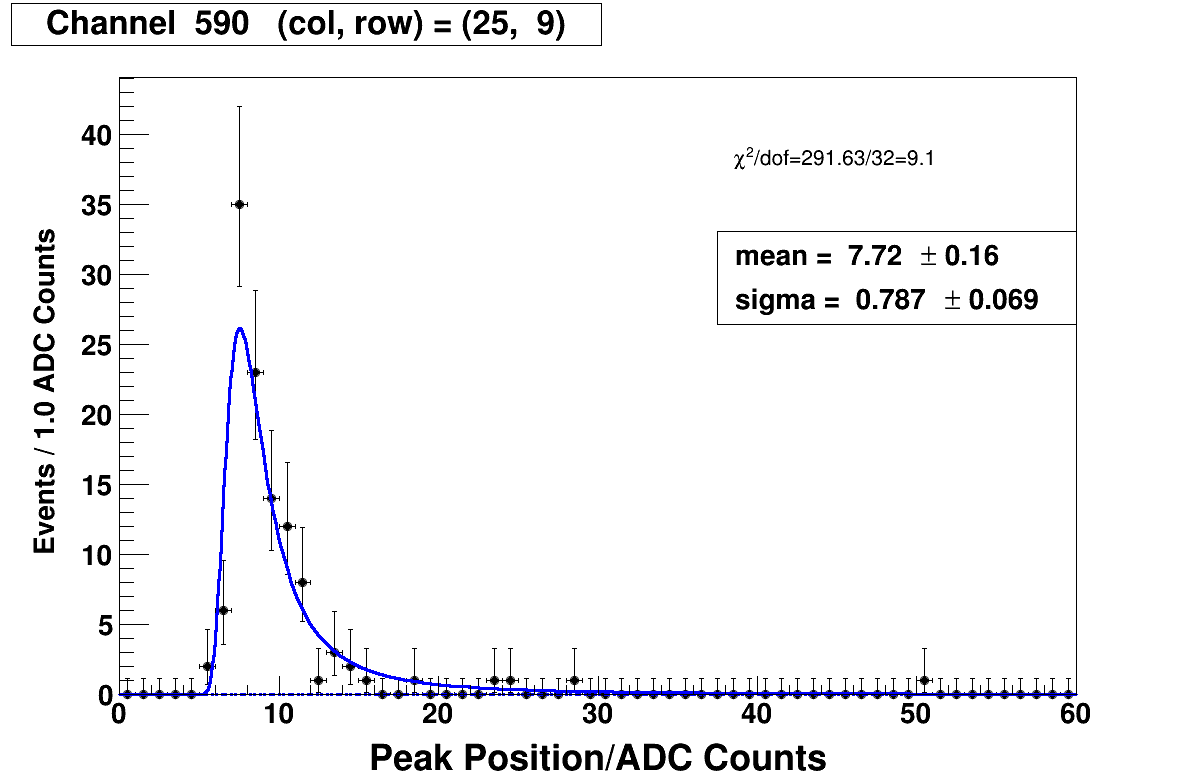 Channel 590 (col, row) = (25, 9)
40
35
30
25
20
15
10
5
0
Events / 1.0 ADC Counts
χ²/dof=291.63/32=9.1
mean = 7.72 ± 0.16
sigma = 0.787 ± 0.069
0 10 20 30 40 50 60
Peak Position/ADC Counts